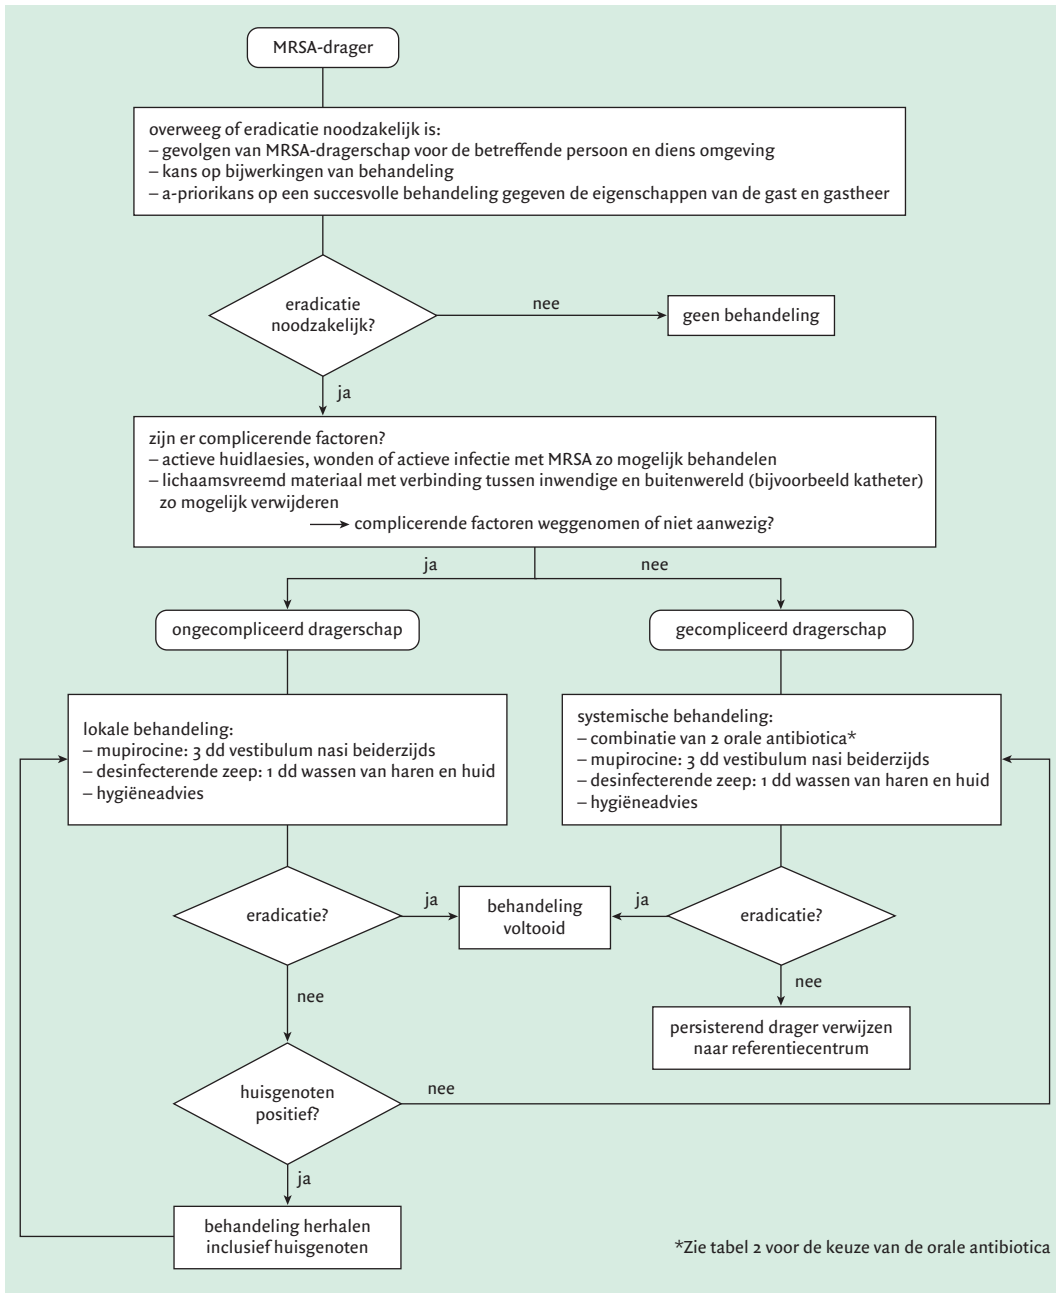 MRSA-drager
overweeg of eradicatie noodzakelijk is:
– gevolgen van MRSA-dragerschap voor de betreffende persoon en diens omgeving
– kans op bijwerkingen van behandeling
– a-priorikans op een succesvolle behandeling gegeven de eigenschappen van de gast en gastheer
eradicatie
noodzakelijk?
nee
geen behandeling
ja
zijn er complicerende factoren?
– actieve huidlaesies, wonden of actieve infectie met MRSA zo mogelijk behandelen
– lichaamsvreemd materiaal met verbinding tussen inwendige en buitenwereld (bijvoorbeeld katheter)
zo mogelijk verwijderen
complicerende factoren weggenomen of niet aanwezig?
ja
nee
ongecompliceerd dragerschap
gecompliceerd dragerschap
lokale behandeling:
– mupirocine: 3 dd vestibulum nasi beiderzijds
– desinfecterende zeep: 1 dd wassen van haren en huid
– hygiëneadvies
systemische behandeling:
– combinatie van 2 orale antibiotica*
– mupirocine: 3 dd vestibulum nasi beiderzijds
– desinfecterende zeep: 1 dd wassen van haren en huid
– hygiëneadvies
eradicatie?
ja
behandeling
voltooid
ja
eradicatie?
nee
nee
persisterend drager verwijzen
naar referentiecentrum
huisgenoten
positief?
nee
ja
behandeling herhalen
inclusief huisgenoten
*Zie tabel 2 voor de keuze van de orale antibiotica